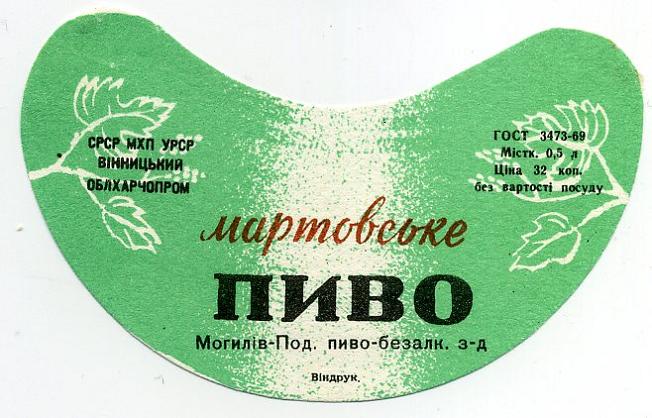 СРСР МХП УРСР
ВІННИЦЬКИЙ
ОБЛХАРЧОПРОМ
ГОСТ 3473-69
Містк. 0,5 л
Ціна 32 коп.
без вартості посуду
мартовське
ПИВО
Могилів-Под. пиво-безалк. з-д
Віндрук.